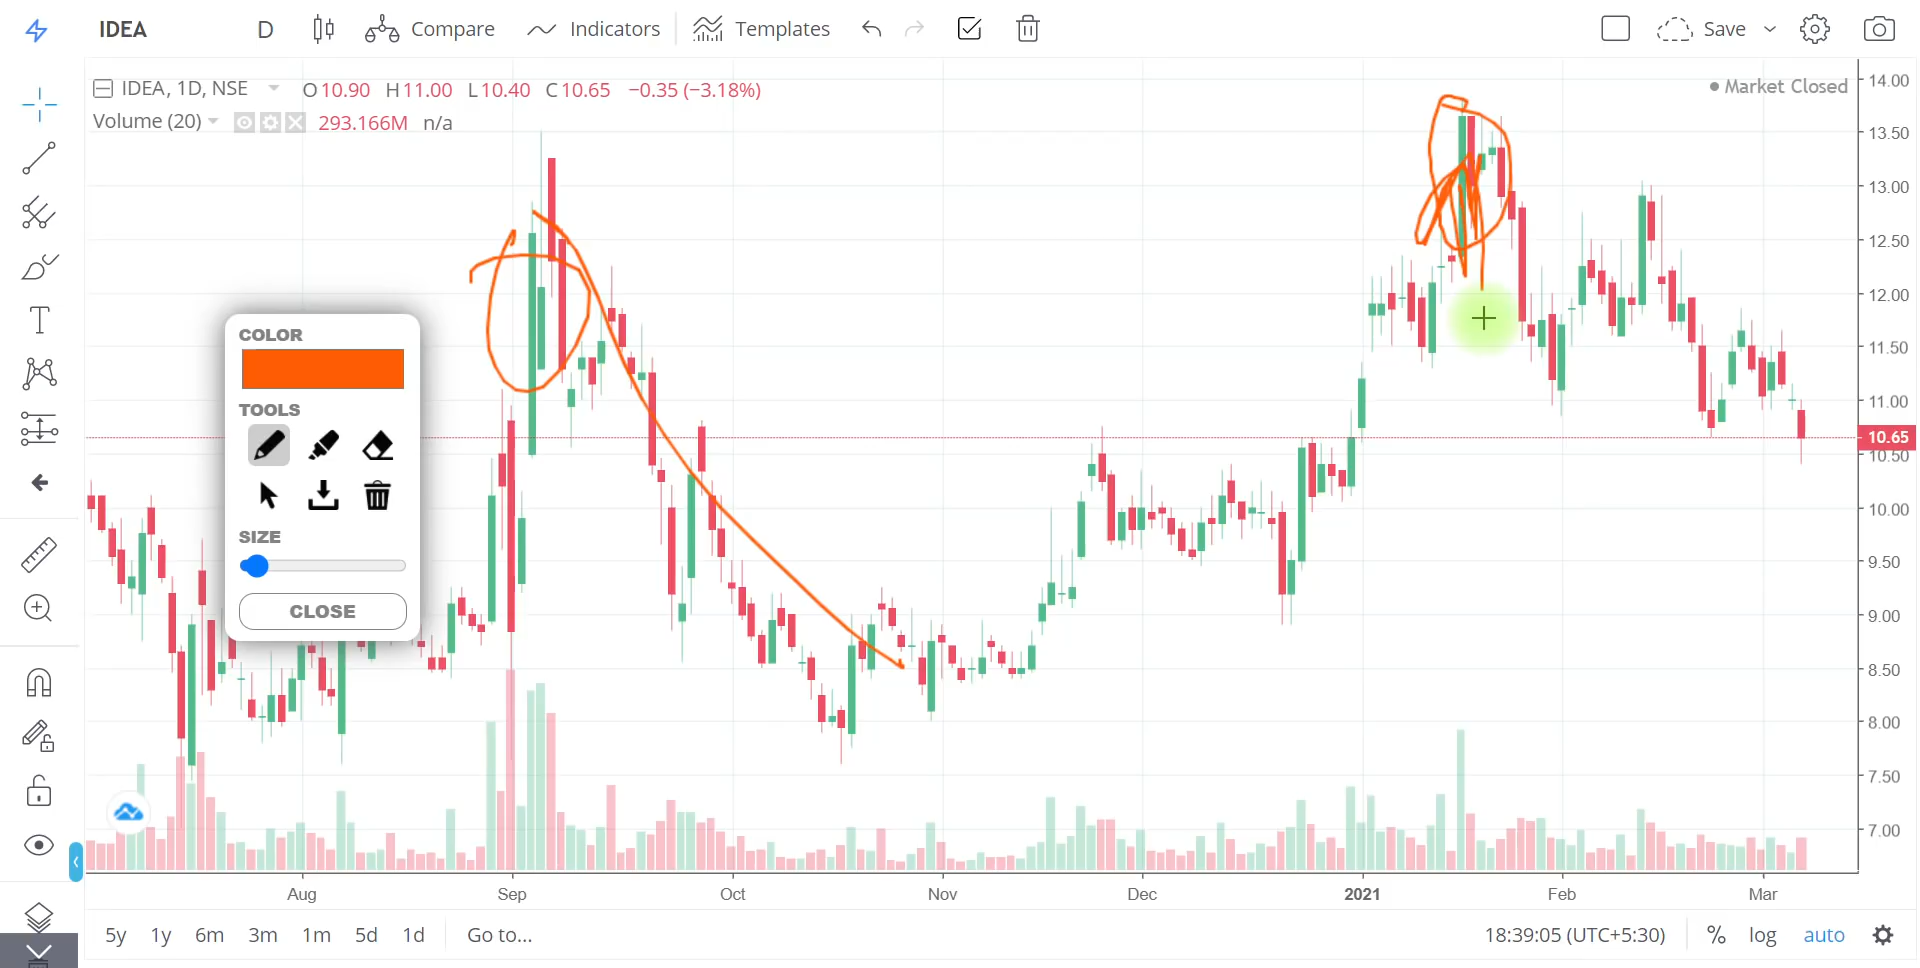 IDEA D Compare Indicators Templates Save
IDEA, 1D, NSE O10.90 H11.00 L10.40 C10.65 −0.35 (−3.18%)
Market Closed
Volume (20) 293.166M n/a
14.00
13.50
13.00
12.50
12.00
11.50
11.00
10.65
10.50
10.00
9.50
9.00
8.50
8.00
7.50
7.00
COLOR
TOOLS
SIZE
CLOSE
Aug Sep Oct Nov Dec 2021 Feb Mar
5y 1y 6m 3m 1m 5d 1d Go to... 18:39:05 (UTC+5:30) % log auto